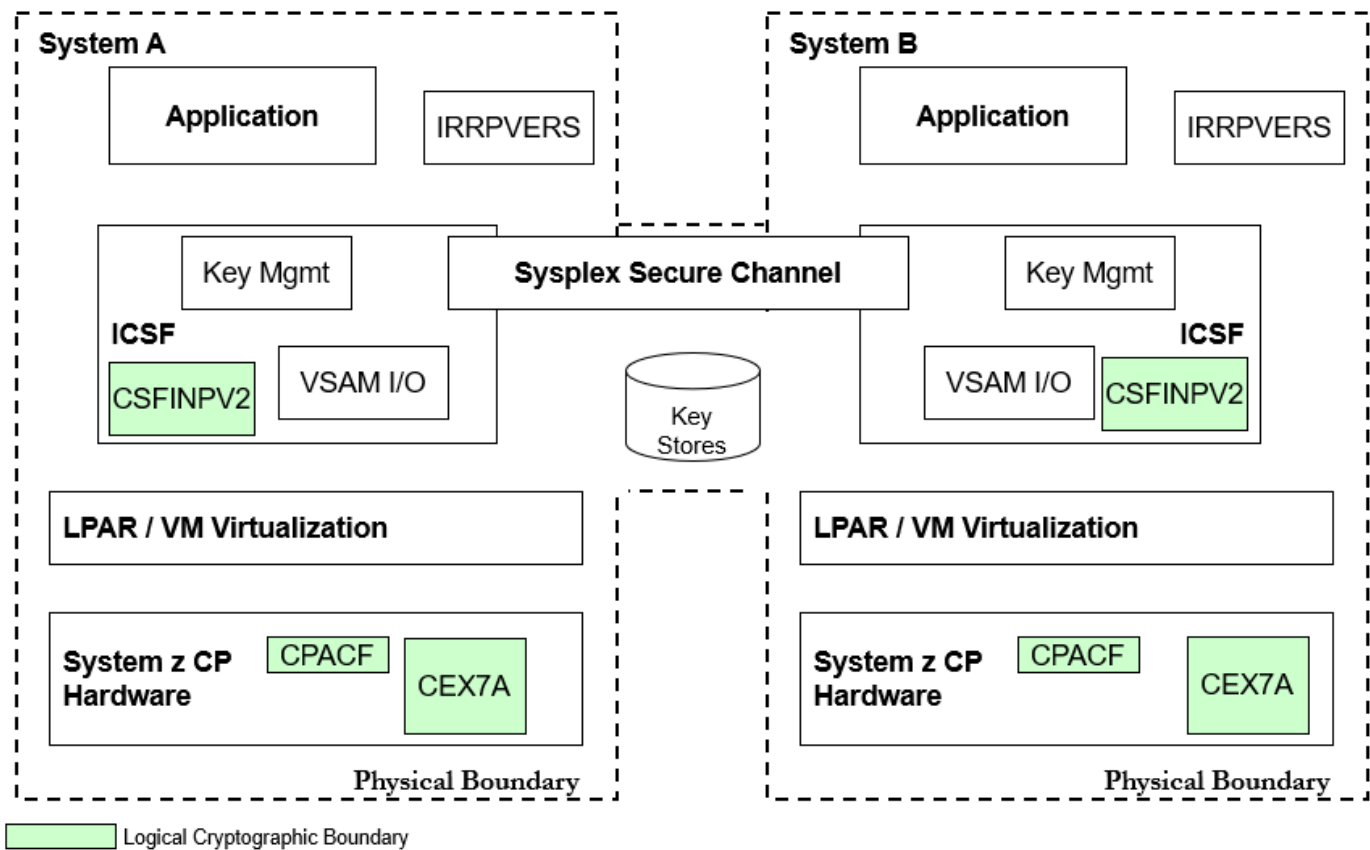 System A
System B
Application
IRRPVERS
Application
IRRPVERS
Key Mgmt
Sysplex Secure Channel
Key Mgmt
ICSF
ICSF
CSFINPV2
VSAM I/O
Key
Stores
VSAM I/O
CSFINPV2
LPAR / VM Virtualization
LPAR / VM Virtualization
System z CP
Hardware
CPACF
CEX7A
System z CP
Hardware
CPACF
CEX7A
Physical Boundary
Physical Boundary
Logical Cryptographic Boundary